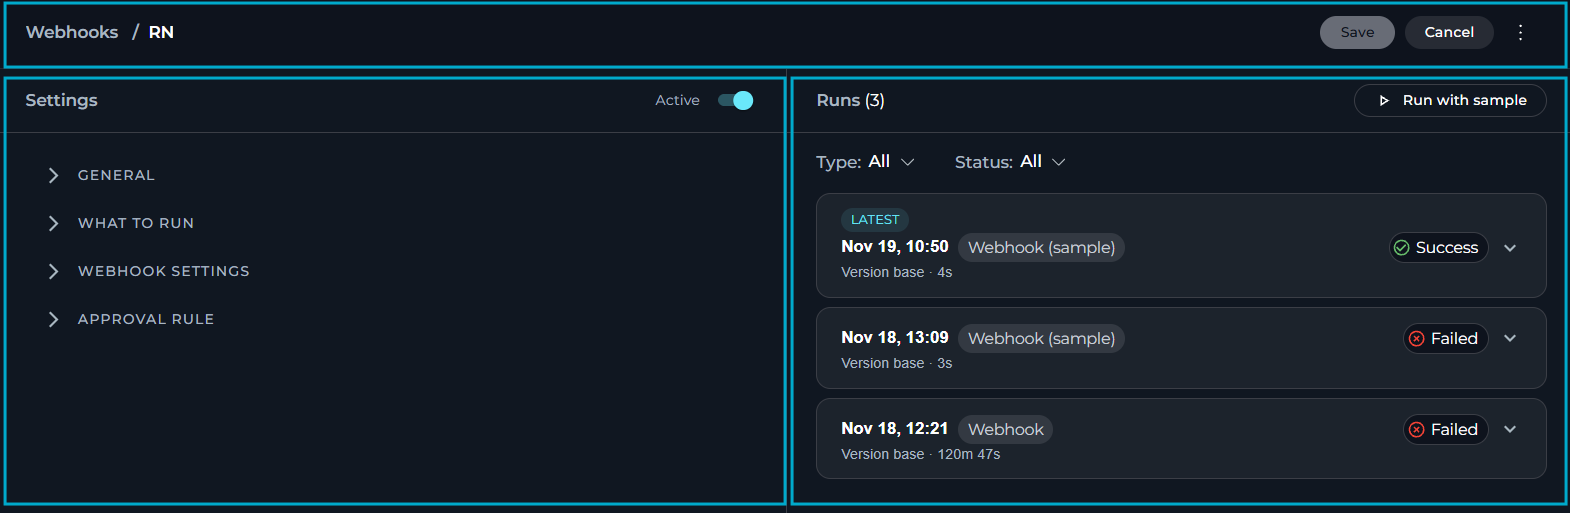 Webhooks / RN
Save
Cancel
Settings
Active
GENERAL
WHAT TO RUN
WEBHOOK SETTINGS
APPROVAL RULE
Runs (3)
Run with sample
Type: All
Status: All
LATEST
Nov 19, 10:50 Webhook (sample)
Success
Version base · 4s
Nov 18, 13:09 Webhook (sample)
Failed
Version base · 3s
Nov 18, 12:21 Webhook
Failed
Version base · 120m 47s